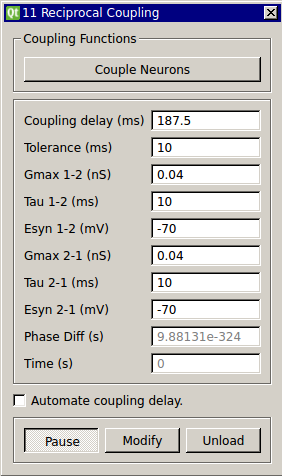 Qt 11 Reciprocal Coupling
Coupling Functions
Couple Neurons
Coupling delay (ms) 187.5
Tolerance (ms) 10
Gmax 1-2 (nS) 0.04
Tau 1-2 (ms) 10
Esyn 1-2 (mV) -70
Gmax 2-1 (nS) 0.04
Tau 2-1 (ms) 10
Esyn 2-1 (mV) -70
Phase Diff (s) 9.88131e-324
Time (s) 0
Automate coupling delay.
Pause Modify Unload